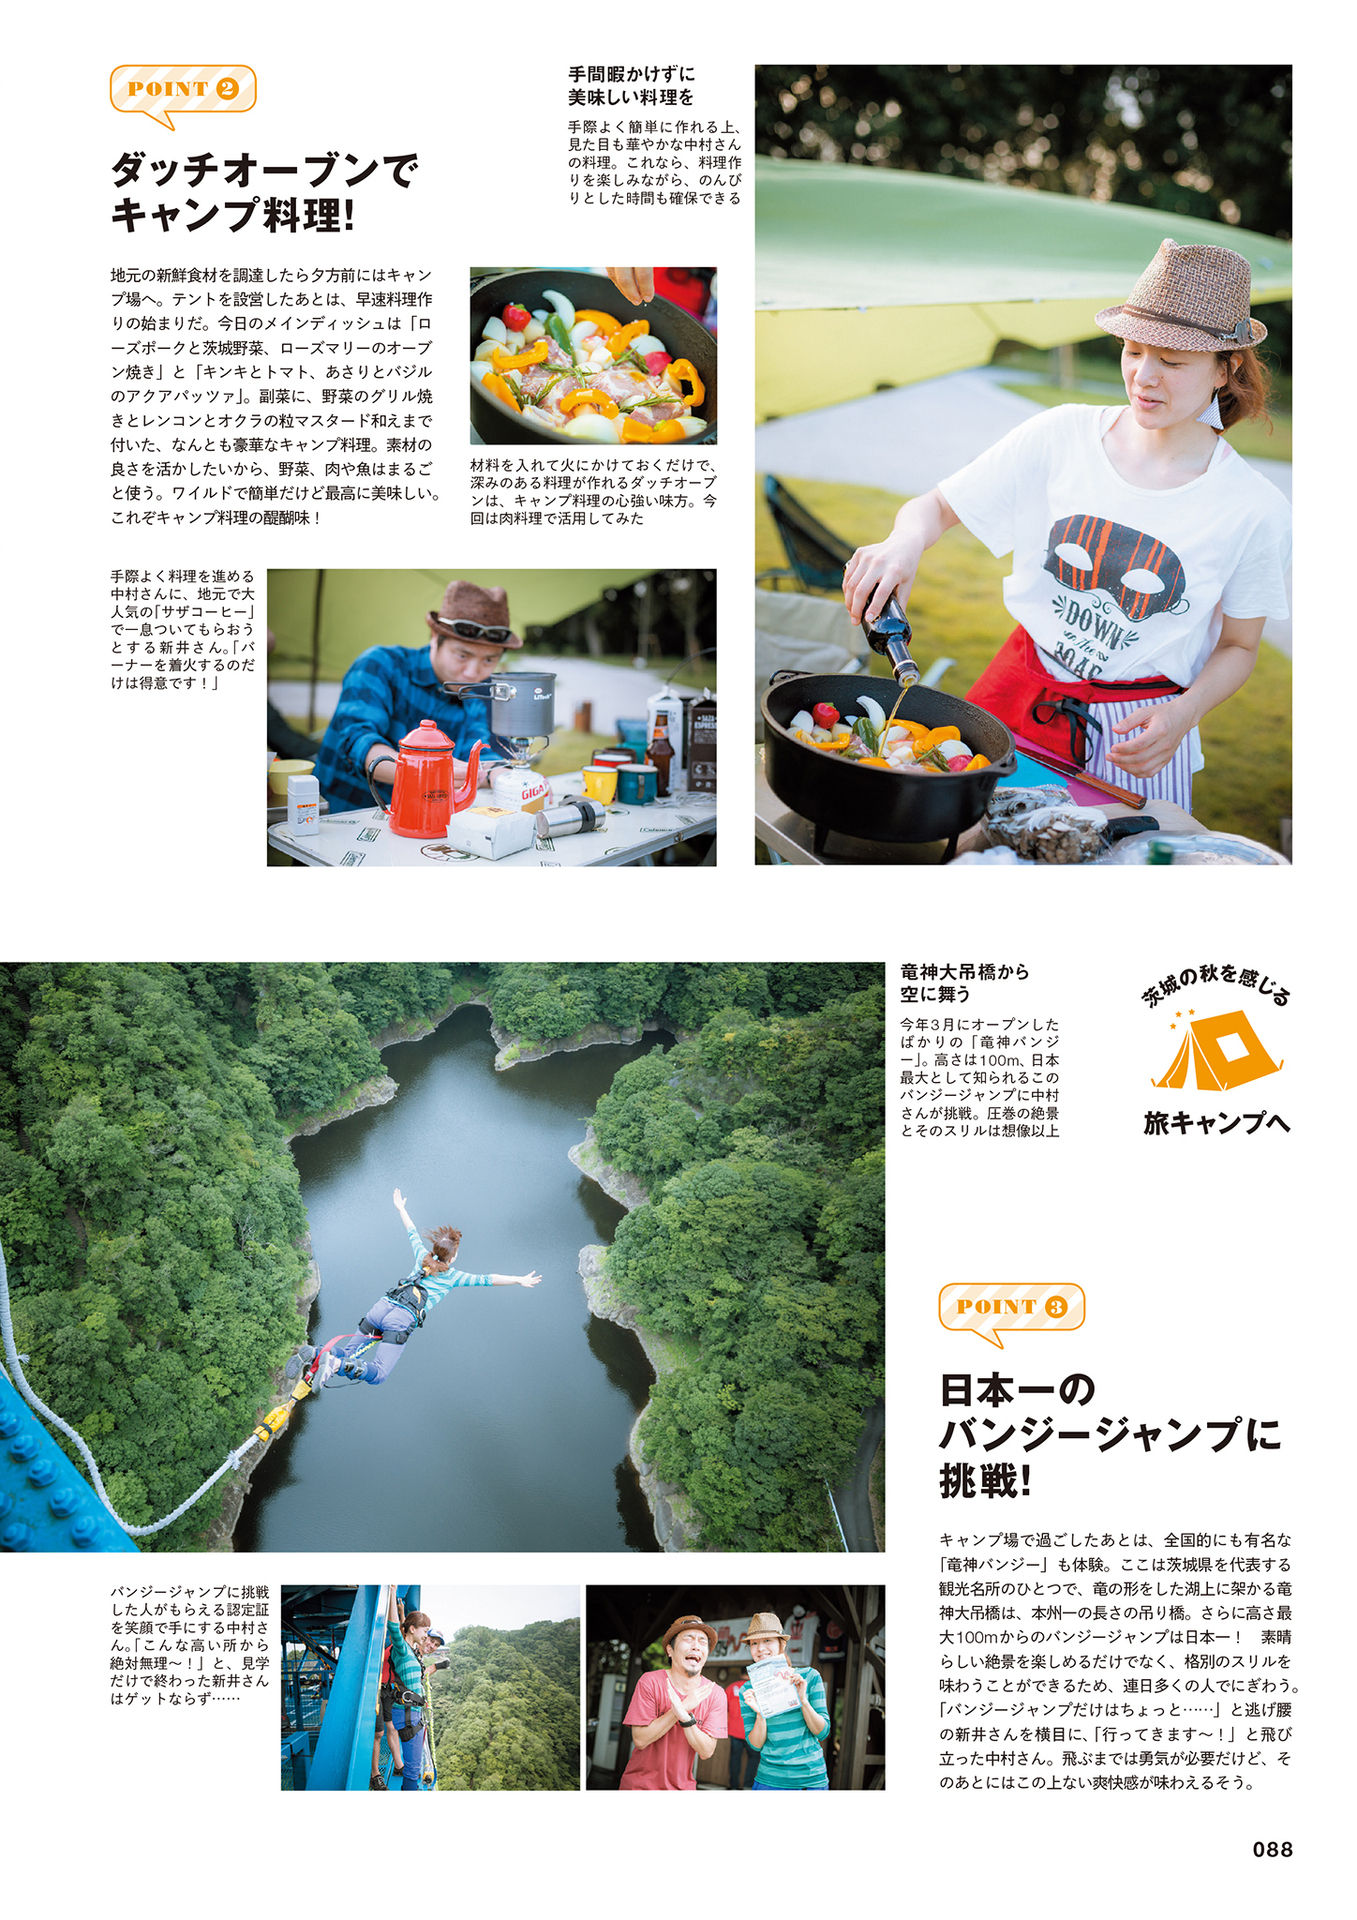 POINT 2
ダッチオーブンで
キャンプ料理!
地元の新鮮食材を調達したら夕方前にはキャン
プ場へ。テントを設営したあとは、早速料理作
りの始まりだ。今日のメインディッシュは「ロ
ーズポークと茨城野菜、ローズマリーのオーブ
ン焼き」と「キンキとトマト、あさりとバジル
のアクアパッツァ」。副菜に、野菜のグリル焼
きとレンコンとオクラの粒マスタード和えまで
付いた、なんとも豪華なキャンプ料理。素材の
良さを活かしたいから、野菜、肉や魚はまるご
と使う。ワイルドで簡単だけど最高に美味しい。
これぞキャンプ料理の醍醐味！
手間暇かけずに
美味しい料理を
手際よく簡単に作れる上、
見た目も華やかな中村さん
の料理。これなら、料理作
りを楽しみながら、のんび
りとした時間も確保できる
材料を入れて火にかけておくだけで、
深みのある料理が作れるダッチオーブ
ンは、キャンプ料理の心強い味方。今
回は肉料理で活用してみた
手際よく料理を進める
中村さんに、地元で大
人気の「サザコーヒー」
で一息ついてもらおう
とする新井さん。「バ
ーナーを着火するのだ
けは得意です！」
GIGA
SAZA
ESPRESSO
DOWN
The
ROAD
竜神大吊橋から
空に舞う
今年3月にオープンした
ばかりの「竜神バンジ
ー」。高さは100m、日本
最大として知られるこの
バンジージャンプに中村
さんが挑戦。圧巻の絶景
とそのスリルは想像以上
茨城の秋を感じる
旅キャンプへ
POINT 3
日本一の
バンジージャンプに
挑戦!
キャンプ場で過ごしたあとは、全国的にも有名な
「竜神バンジー」も体験。ここは茨城県を代表する
観光名所のひとつで、竜の形をした湖上に架かる竜
神大吊橋は、本州一の長さの吊り橋。さらに高さ最
大100mからのバンジージャンプは日本一！　素晴
らしい絶景を楽しめるだけでなく、格別のスリルを
味わうことができるため、連日多くの人でにぎわう。
「バンジージャンプだけはちょっと……」と逃げ腰
の新井さんを横目に、「行ってきます〜！」と飛び
立った中村さん。飛ぶまでは勇気が必要だけど、そ
のあとにはこの上ない爽快感が味わえるそう。
バンジージャンプに挑戦
した人がもらえる認定証
を笑顔で手にする中村さ
ん。「こんな高い所から
絶対無理〜！」と、見学
だけで終わった新井さん
はゲットならず……
088